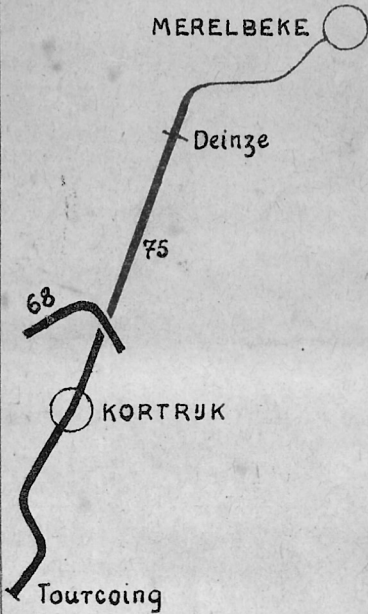 MERELBEKE
Deinze
75
68
KORTRIJK
Tourcoing